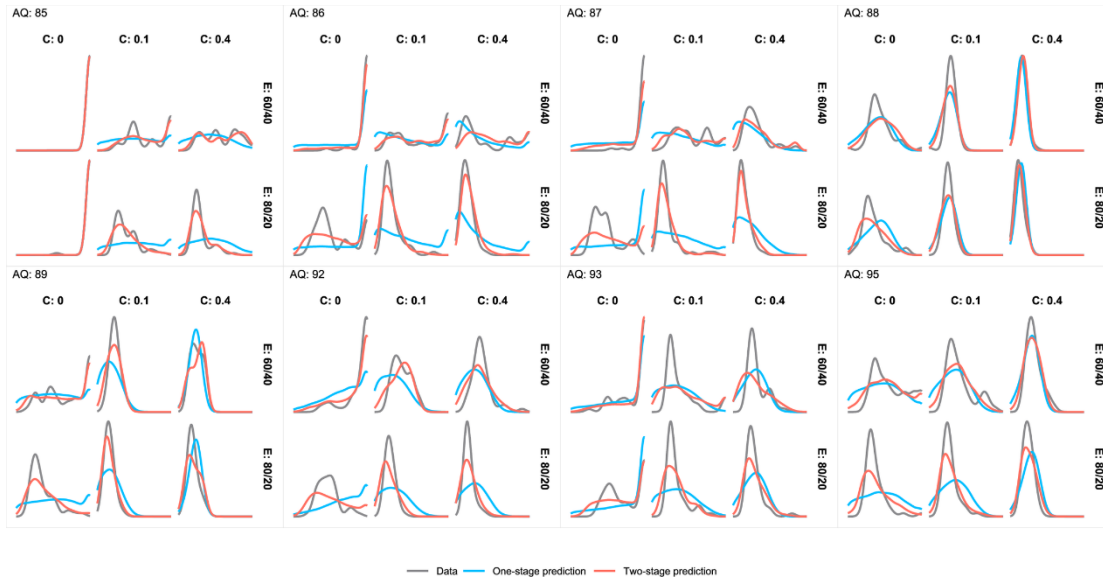 AQ: 85
C: 0 C: 0.1 C: 0.4
E: 60/40
E: 80/20
AQ: 86
C: 0 C: 0.1 C: 0.4
E: 60/40
E: 80/20
AQ: 87
C: 0 C: 0.1 C: 0.4
E: 60/40
E: 80/20
AQ: 88
C: 0 C: 0.1 C: 0.4
E: 60/40
E: 80/20
AQ: 89
C: 0 C: 0.1 C: 0.4
E: 60/40
E: 80/20
AQ: 92
C: 0 C: 0.1 C: 0.4
E: 60/40
E: 80/20
AQ: 93
C: 0 C: 0.1 C: 0.4
E: 60/40
E: 80/20
AQ: 95
C: 0 C: 0.1 C: 0.4
E: 60/40
E: 80/20
Data One-stage prediction Two-stage prediction